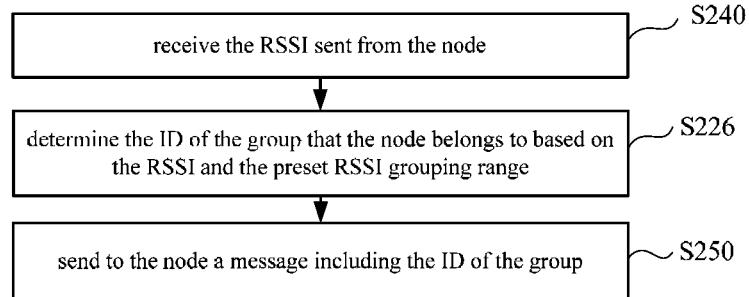 S240
receive the RSSI sent from the node
S226
determine the ID of the group that the node belongs to based on
the RSSI and the preset RSSI grouping range
S250
send to the node a message including the ID of the group